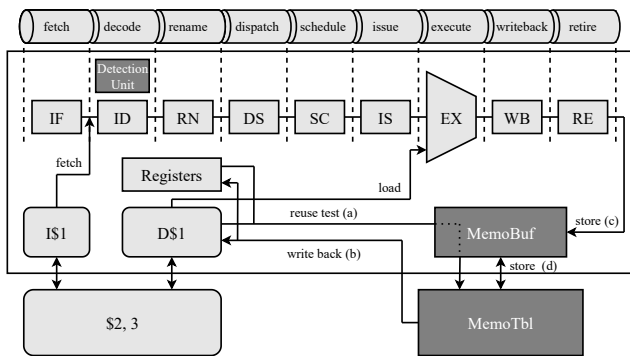 fetch decode rename dispatch schedule issue execute writeback retire
Detection
Unit
IF ID RN DS SC IS EX WB RE
fetch
Registers
load
reuse test (a)
I$1 D$1 MemoBuf
store (c)
write back (b)
store (d)
$2, 3
MemoTbl